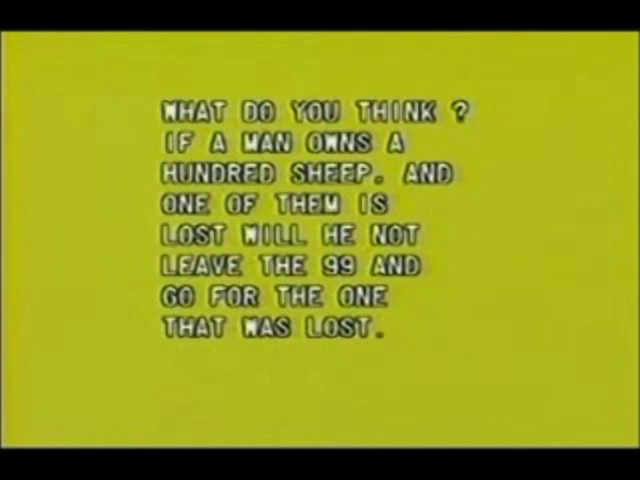 WHAT DO YOU THINK ?
IF A MAN OWNS A
HUNDRED SHEEP. AND
ONE OF THEM IS
LOST WILL HE NOT
LEAVE THE 99 AND
GO FOR THE ONE
THAT WAS LOST.